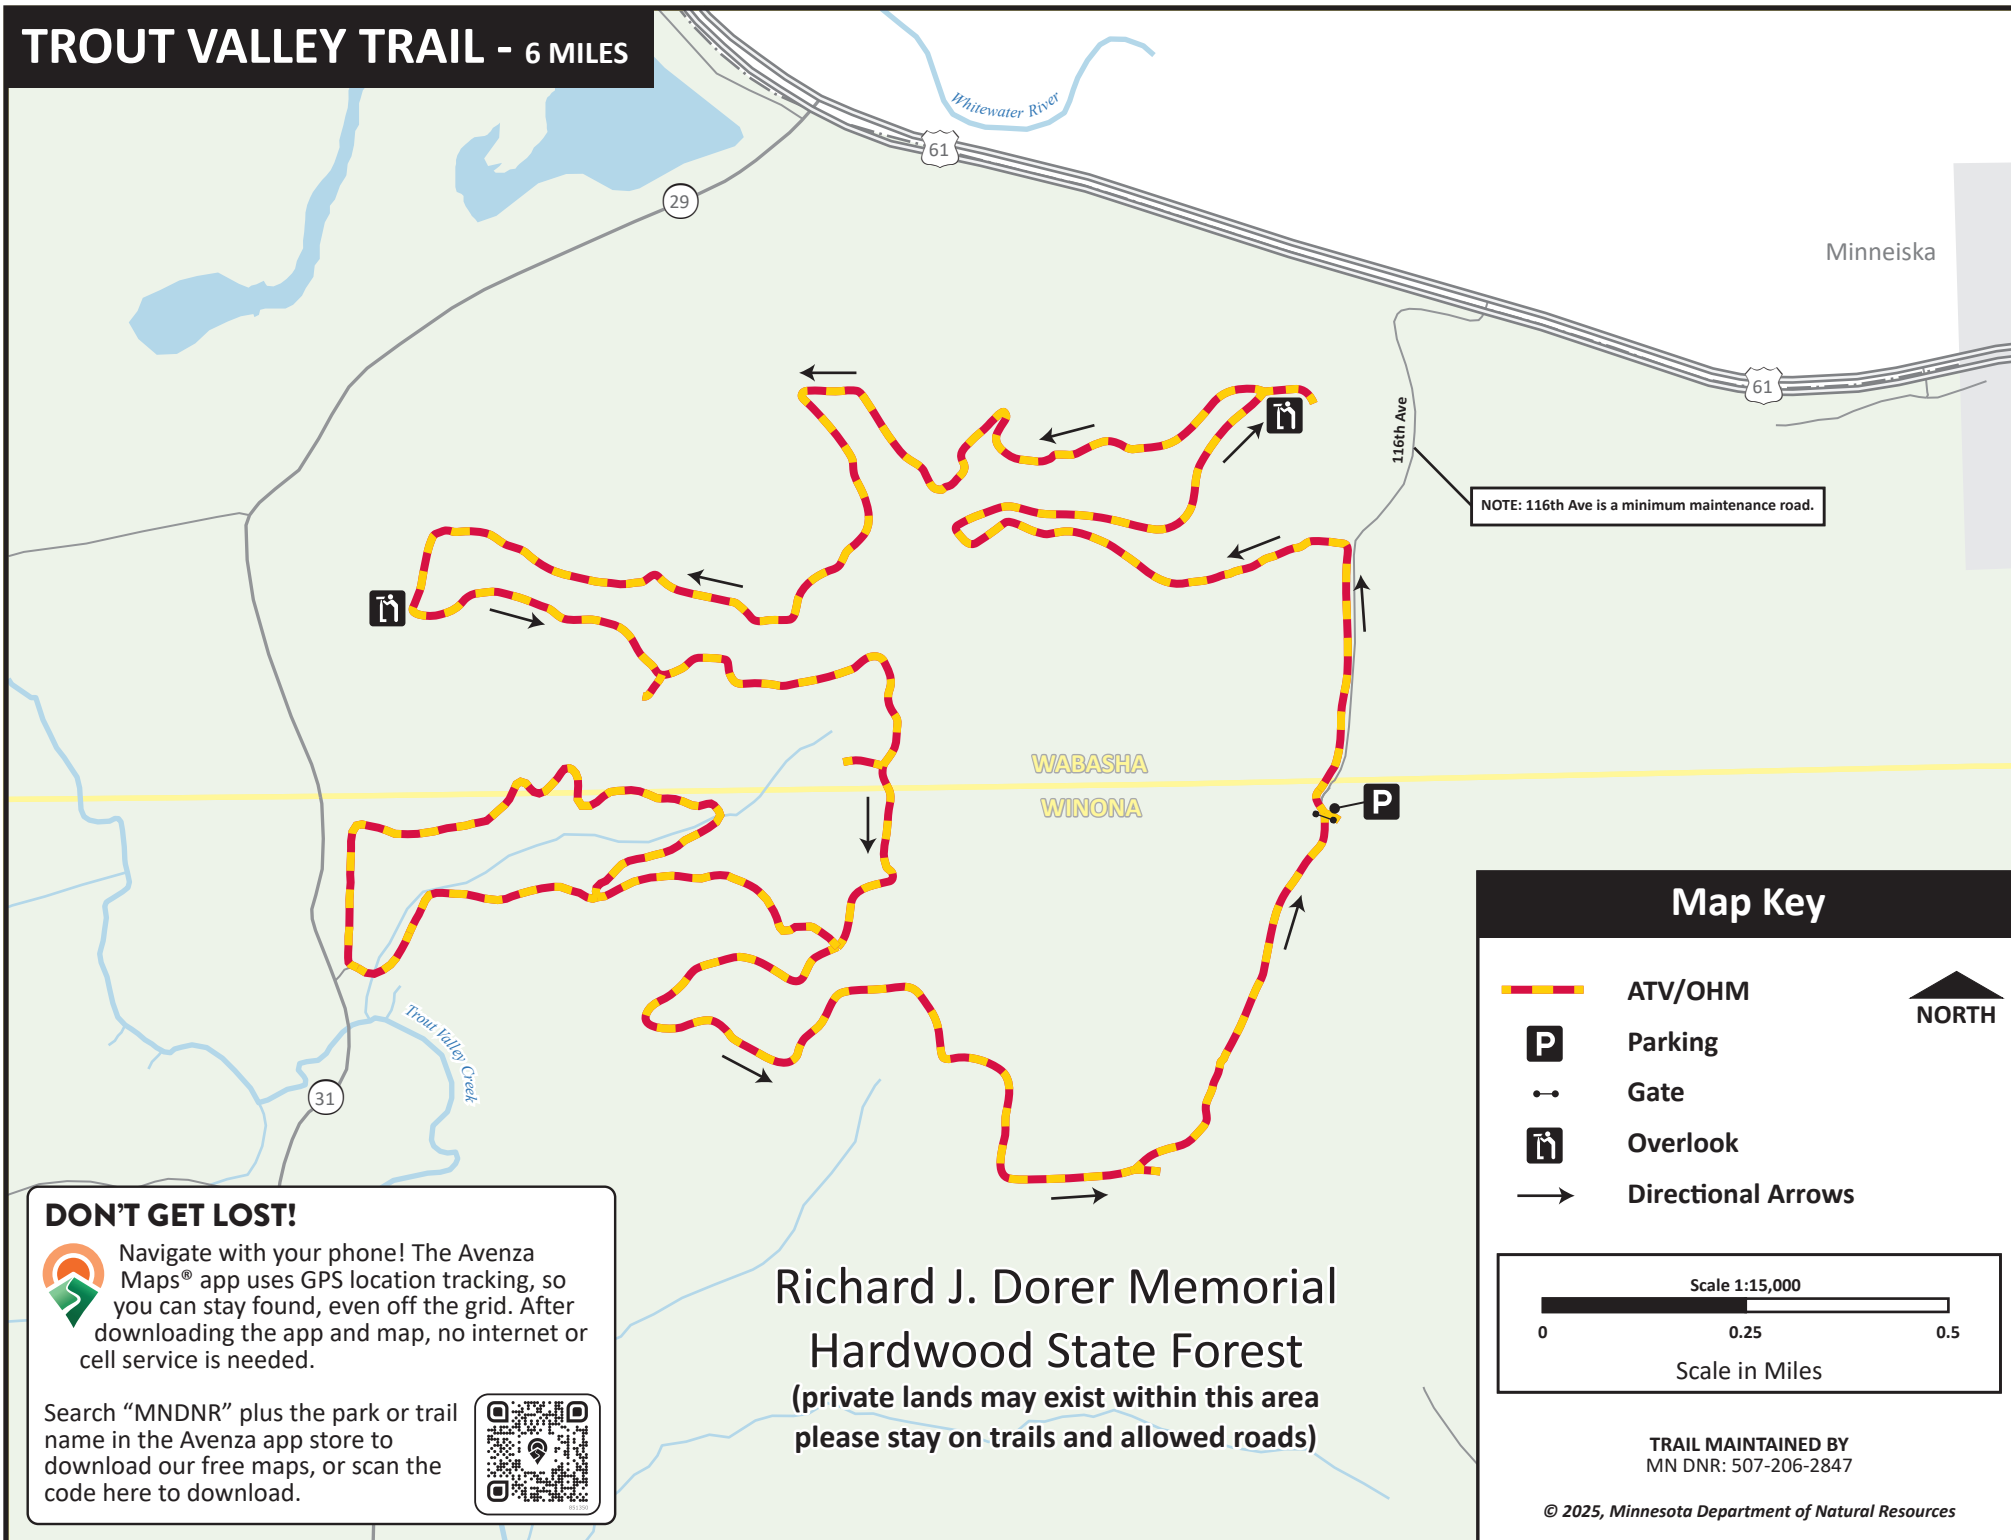 TROUT VALLEY TRAIL - 6 MILES
Whitewater River
61
29
Minneiska
61
116th Ave
NOTE: 116th Ave is a minimum maintenance road.
WABASHA
WINONA
P
Trout Valley Creek
31
Map Key
ATV/OHM
NORTH
P
Parking
Gate
Overlook
Directional Arrows
Scale 1:15,000
0 0.25 0.5
Scale in Miles
TRAIL MAINTAINED BY
MN DNR: 507-206-2847
© 2025, Minnesota Department of Natural Resources
DON'T GET LOST!
Navigate with your phone! The Avenza
Maps® app uses GPS location tracking, so
you can stay found, even off the grid. After
downloading the app and map, no internet or
cell service is needed.
Search “MNDNR” plus the park or trail
name in the Avenza app store to
download our free maps, or scan the
code here to download.
Richard J. Dorer Memorial
Hardwood State Forest
(private lands may exist within this area
please stay on trails and allowed roads)